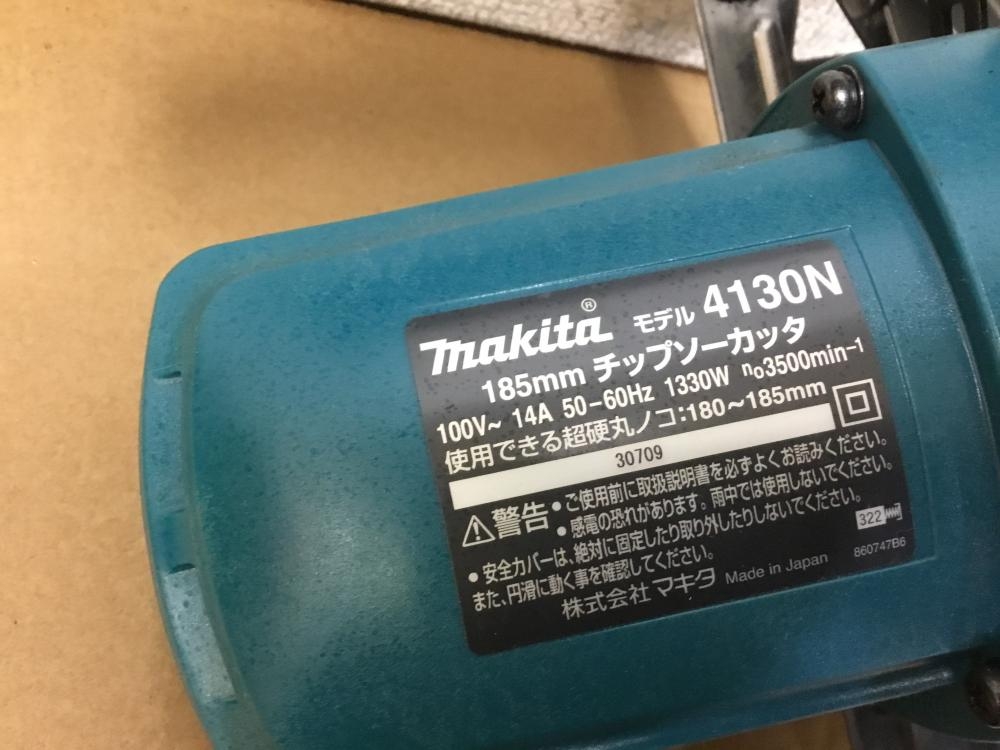 makita® モデル 4130N
185mm チップソーカッタ
100V~ 14A 50-60Hz 1330W n₀3500min⁻¹
使用できる超硬丸ノコ:180~185mm
30709
⚠警告 ●ご使用前に取扱説明書を必ずよくお読みください。
●感電の恐れがあります。雨中では使用しないでください。
●安全カバーは、絶対に固定したり取り外したりしないでください。
また、円滑に動く事を確認してください。
322
860747B6
株式会社 マキタ Made in Japan